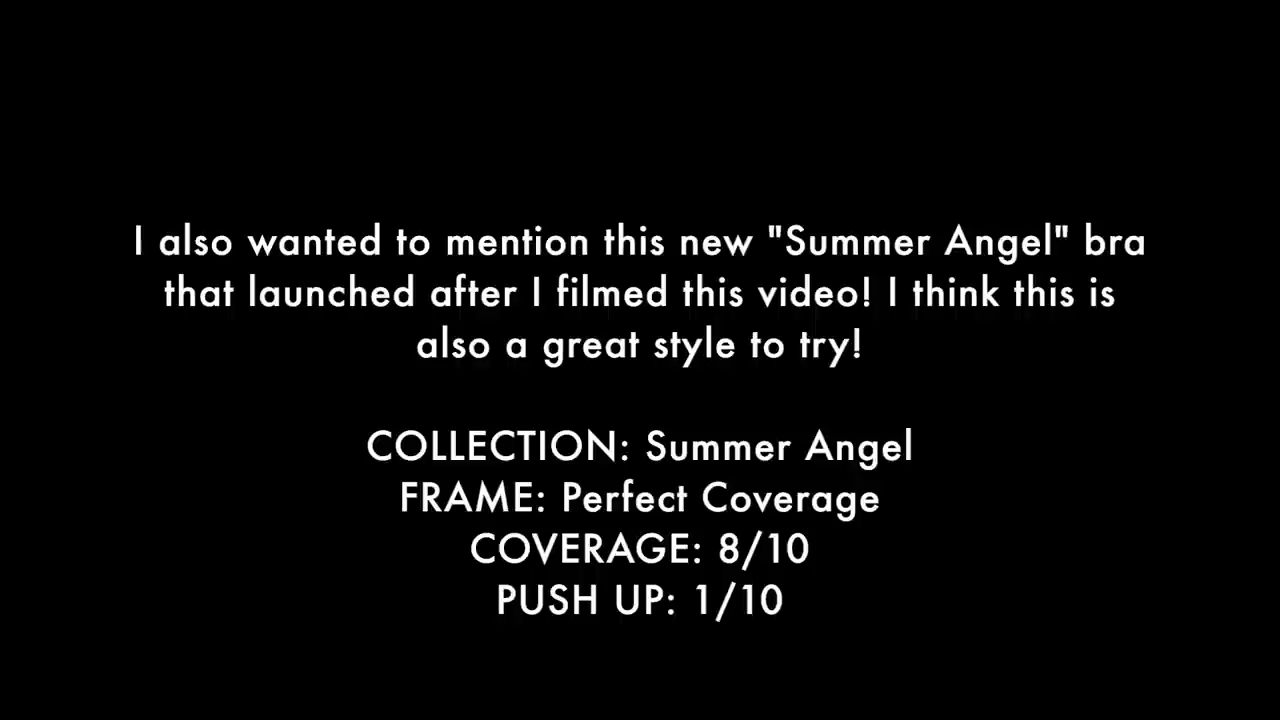 I also wanted to mention this new "Summer Angel" bra
that launched after I filmed this video! I think this is
also a great style to try!
COLLECTION: Summer Angel
FRAME: Perfect Coverage
COVERAGE: 8/10
PUSH UP: 1/10